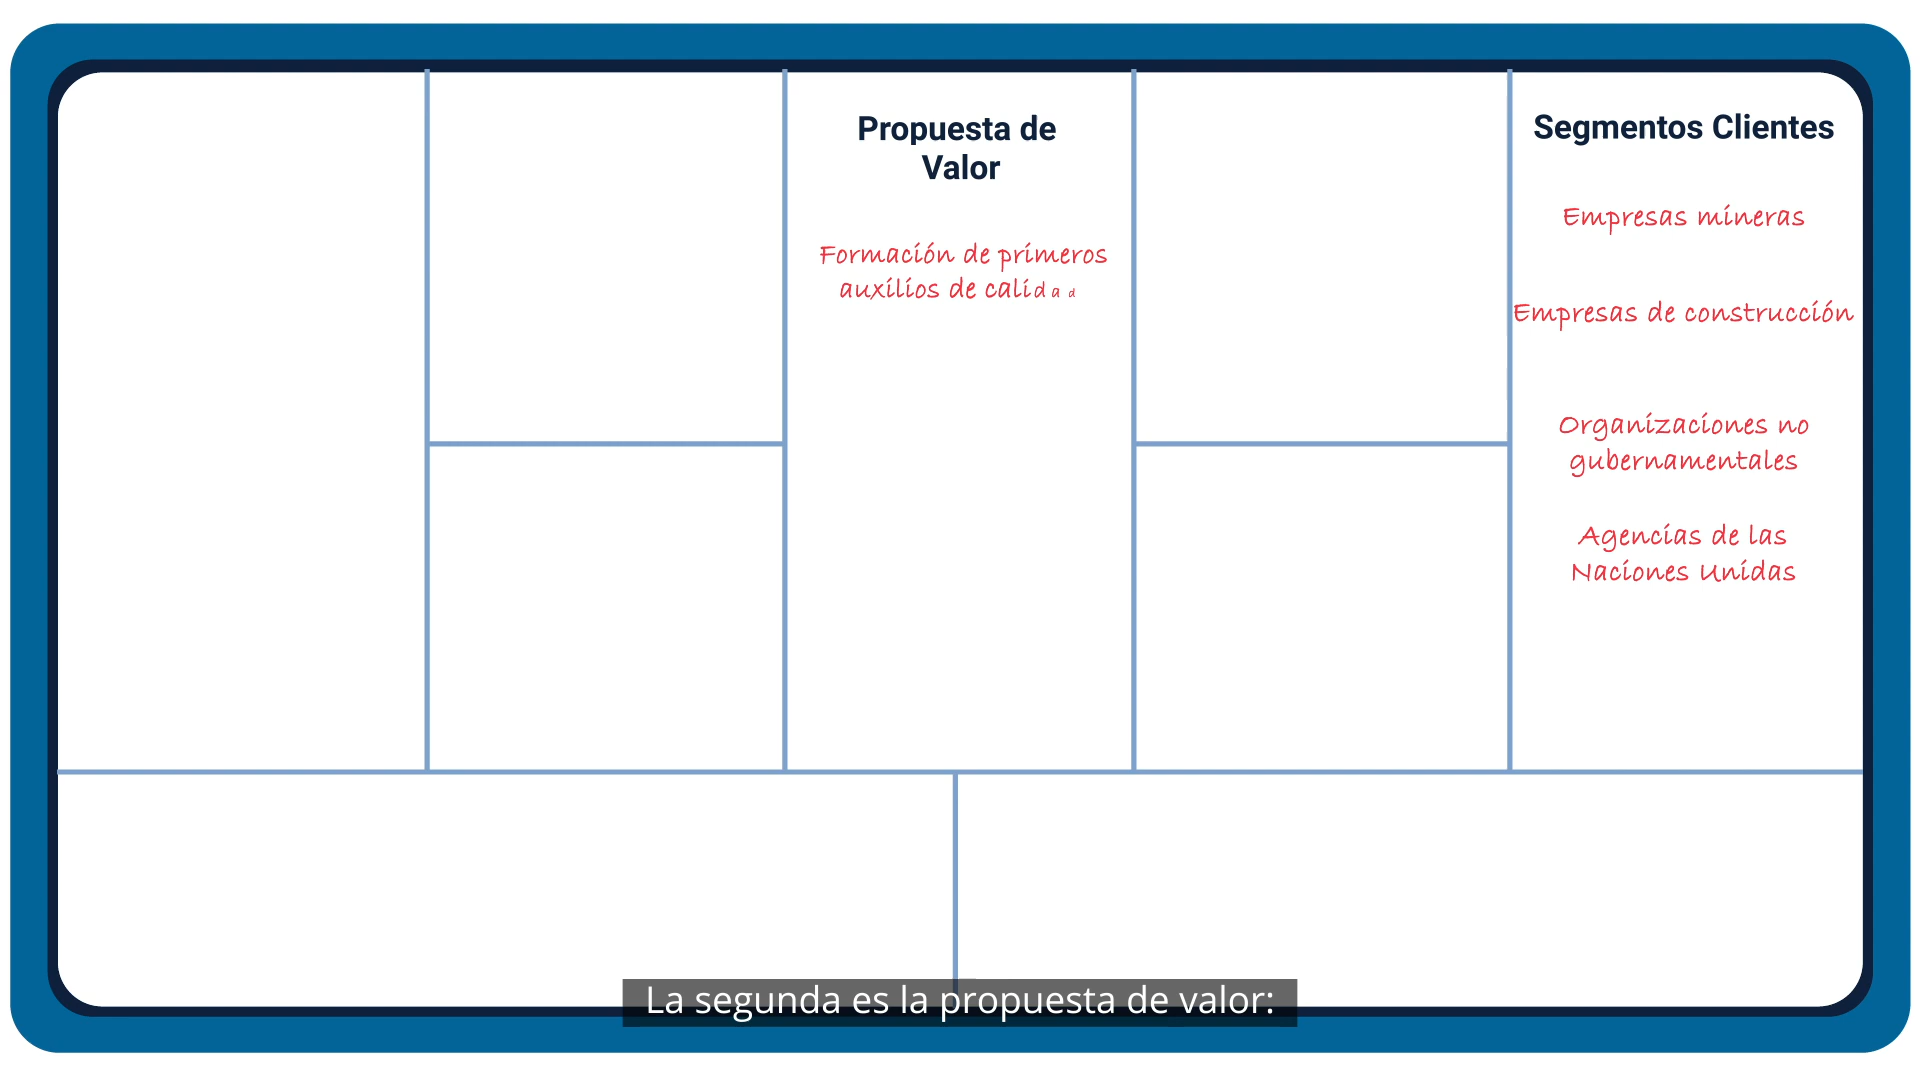 Propuesta de
Valor
Formación de primeros
auxilios de calidad
Segmentos Clientes
Empresas mineras
Empresas de construcción
Organizaciones no
gubernamentales
Agencias de las
Naciones Unidas
La segunda es la propuesta de valor: